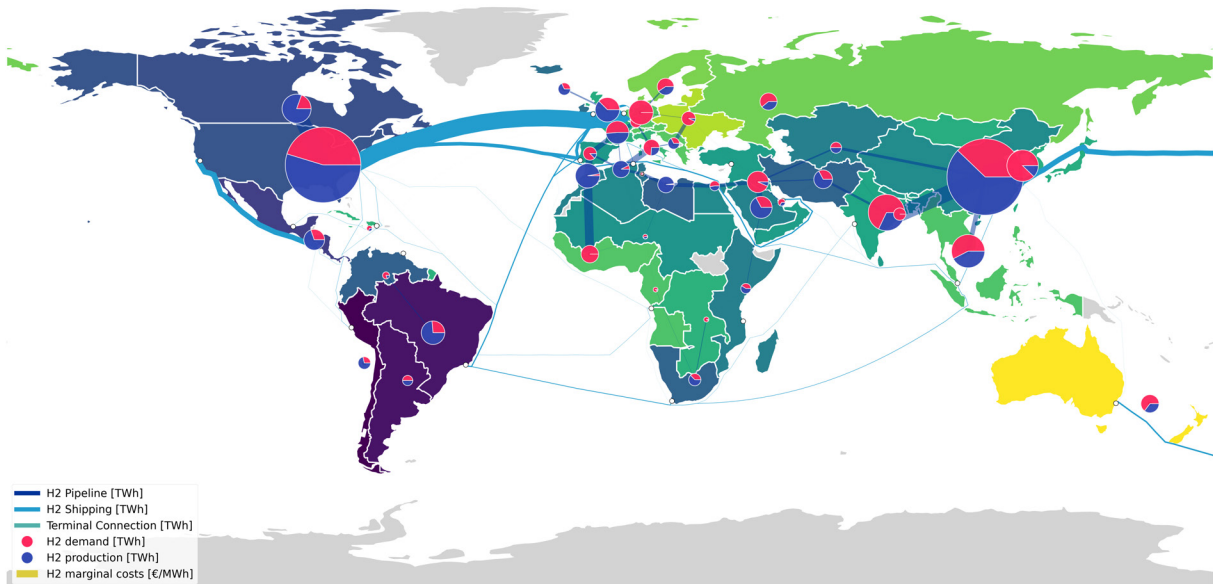 H2 Pipeline [TWh]
H2 Shipping [TWh]
Terminal Connection [TWh]
H2 demand [TWh]
H2 production [TWh]
H2 marginal costs [€/MWh]